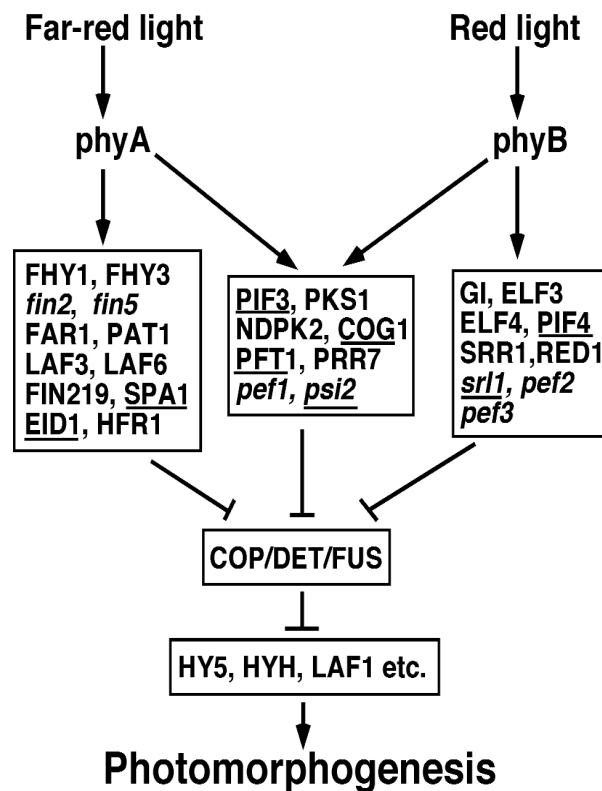 Far-red light
Red light
phyA
phyB
FHY1, FHY3
fin2, fin5
FAR1, PAT1
LAF3, LAF6
FIN219, SPA1
EID1, HFR1
PIF3, PKS1
NDPK2, COG1
PFT1, PRR7
pef1, psi2
GI, ELF3
ELF4, PIF4
SRR1,RED1
srl1, pef2
pef3
COP/DET/FUS
HY5, HYH, LAF1 etc.
Photomorphogenesis